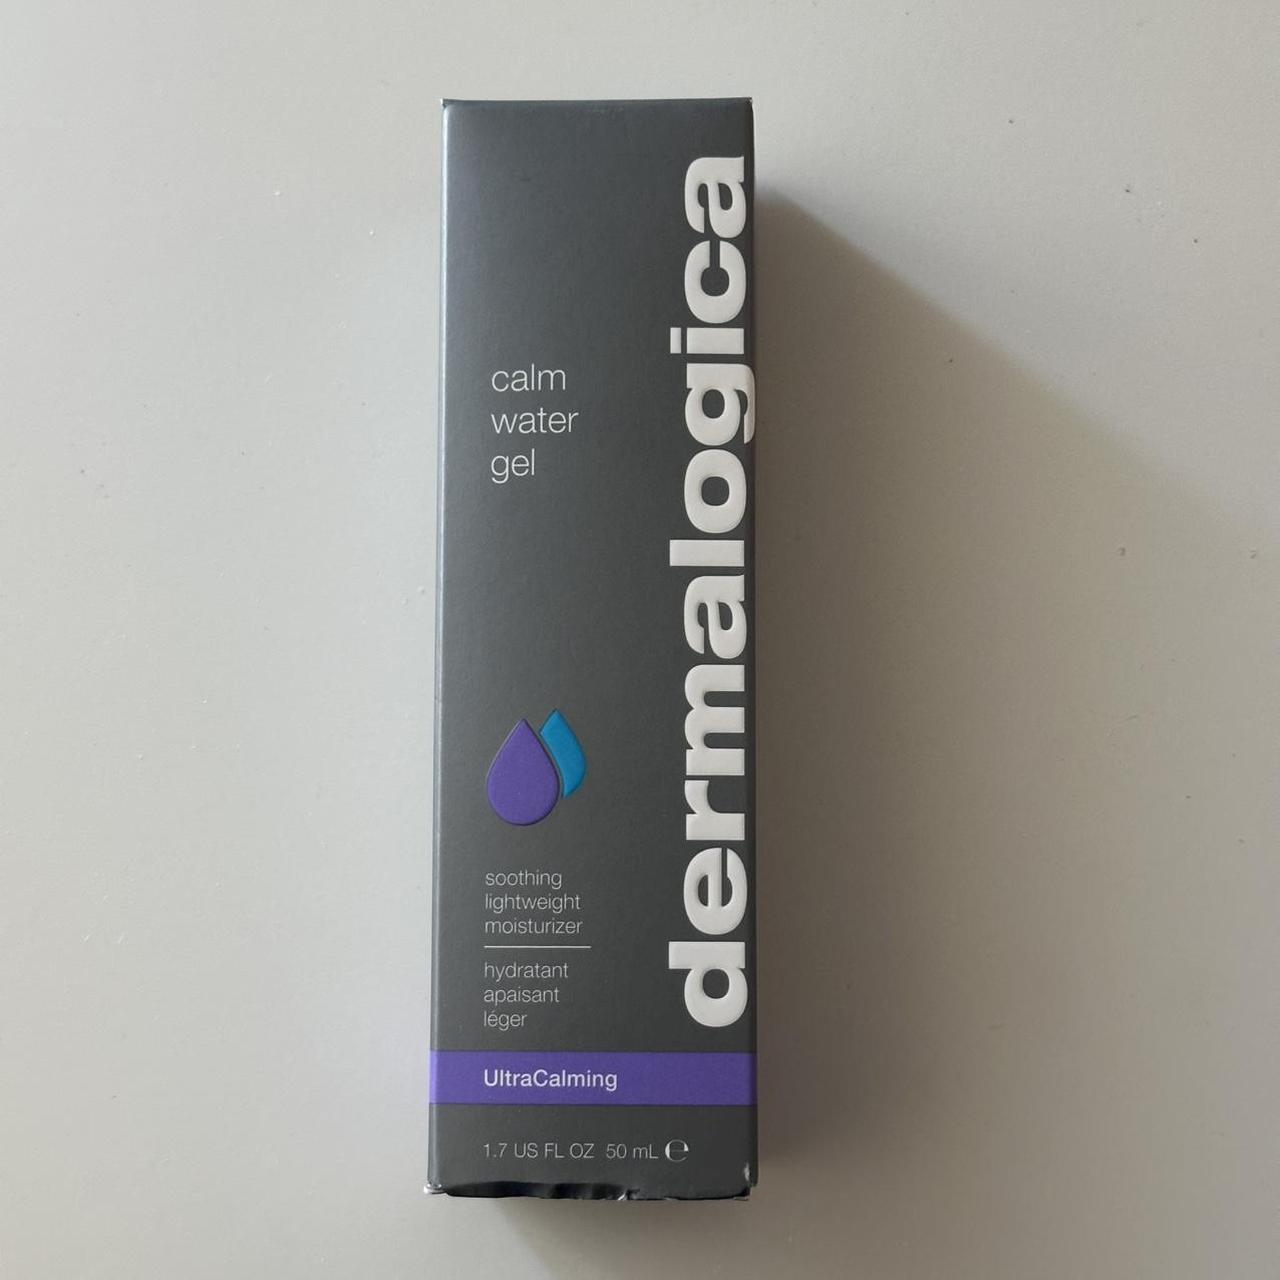 calm
water
gel
dermalogica
soothing
lightweight
moisturizer
hydratant
apaisant
léger
UltraCalming
1.7 US FL OZ 50 mL ℮